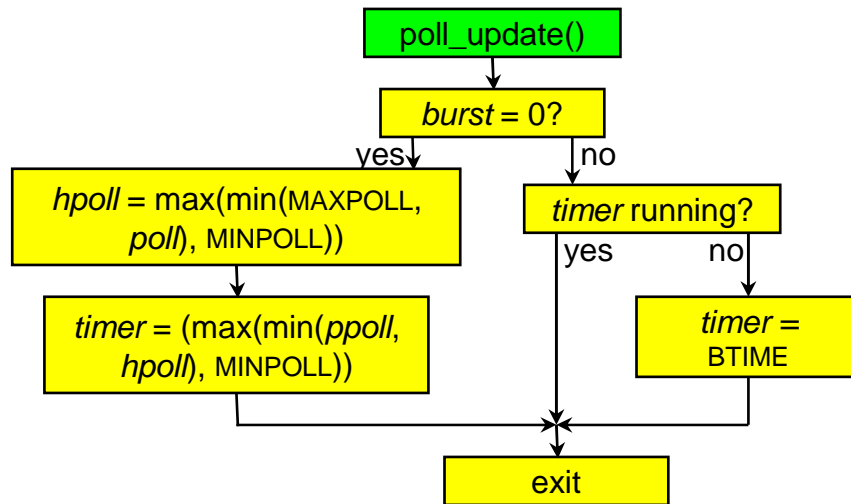 poll_update()
burst = 0?
yes
no
hpoll = max(min(MAXPOLL,
poll), MINPOLL))
timer running?
yes
no
timer = (max(min(ppoll,
hpoll), MINPOLL))
timer =
BTIME
exit